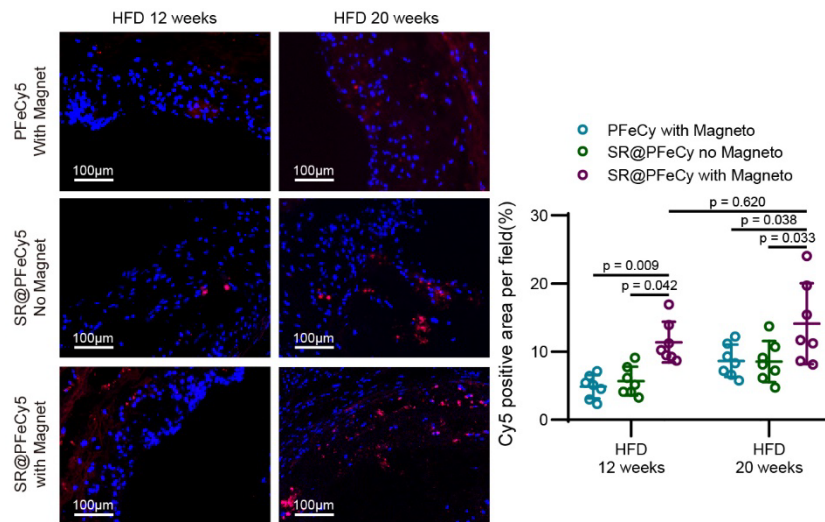 HFD 12 weeks
HFD 20 weeks
PFeCy5
With Magnet
100μm
100μm
SR@PFeCy5
No Magnet
100μm
100μm
SR@PFeCy5
with Magnet
100μm
100μm
PFeCy with Magneto
SR@PFeCy no Magneto
SR@PFeCy with Magneto
Cy5 positive area per field(%)
30
20
10
0
p = 0.620
p = 0.038
p = 0.033
p = 0.009
p = 0.042
HFD
12 weeks
HFD
20 weeks